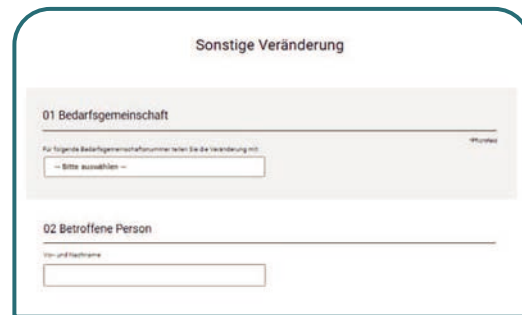 Sonstige Veränderung
01 Bedarfsgemeinschaft
Für folgende Bedarfsgemeinschaftsnummer teilen Sie die Veränderung mit
-- Bitte auswählen --
02 Betroffene Person
Vor- und Nachname